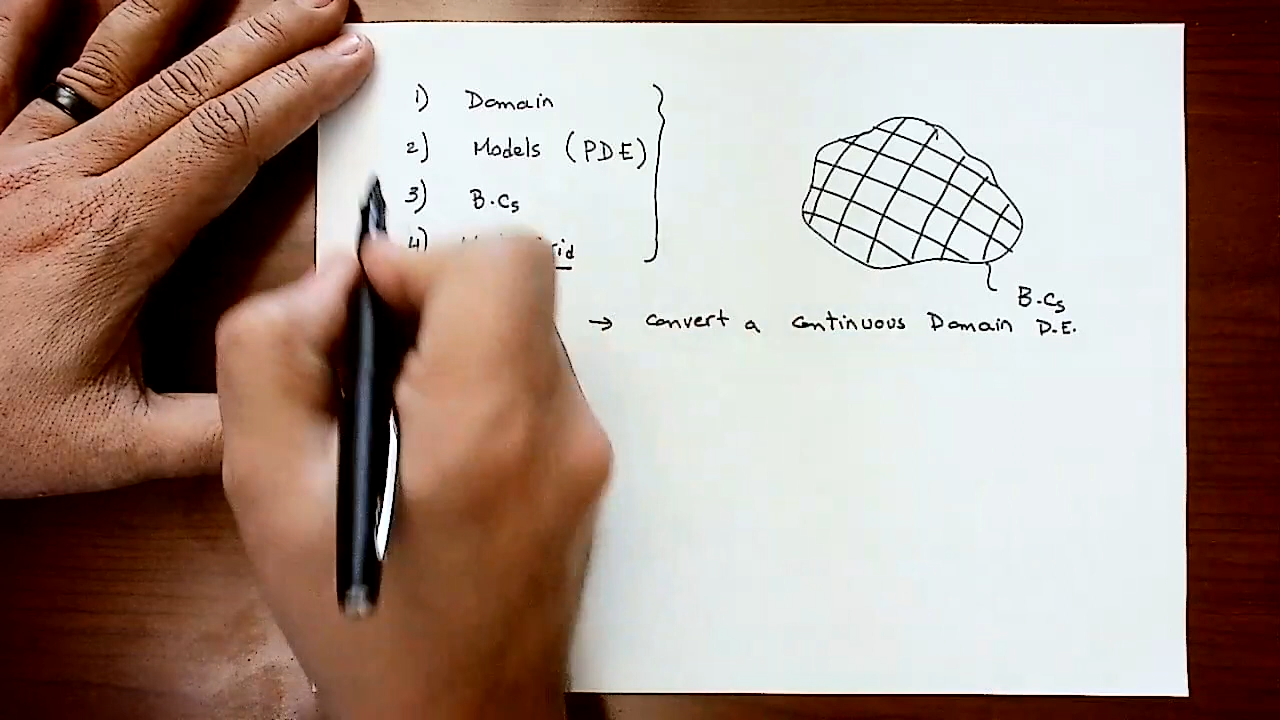 1) Domain
2) Models (PDE)
3) B.Cs
4)
B.Cs
→ Convert a Continuous Domain D.E.